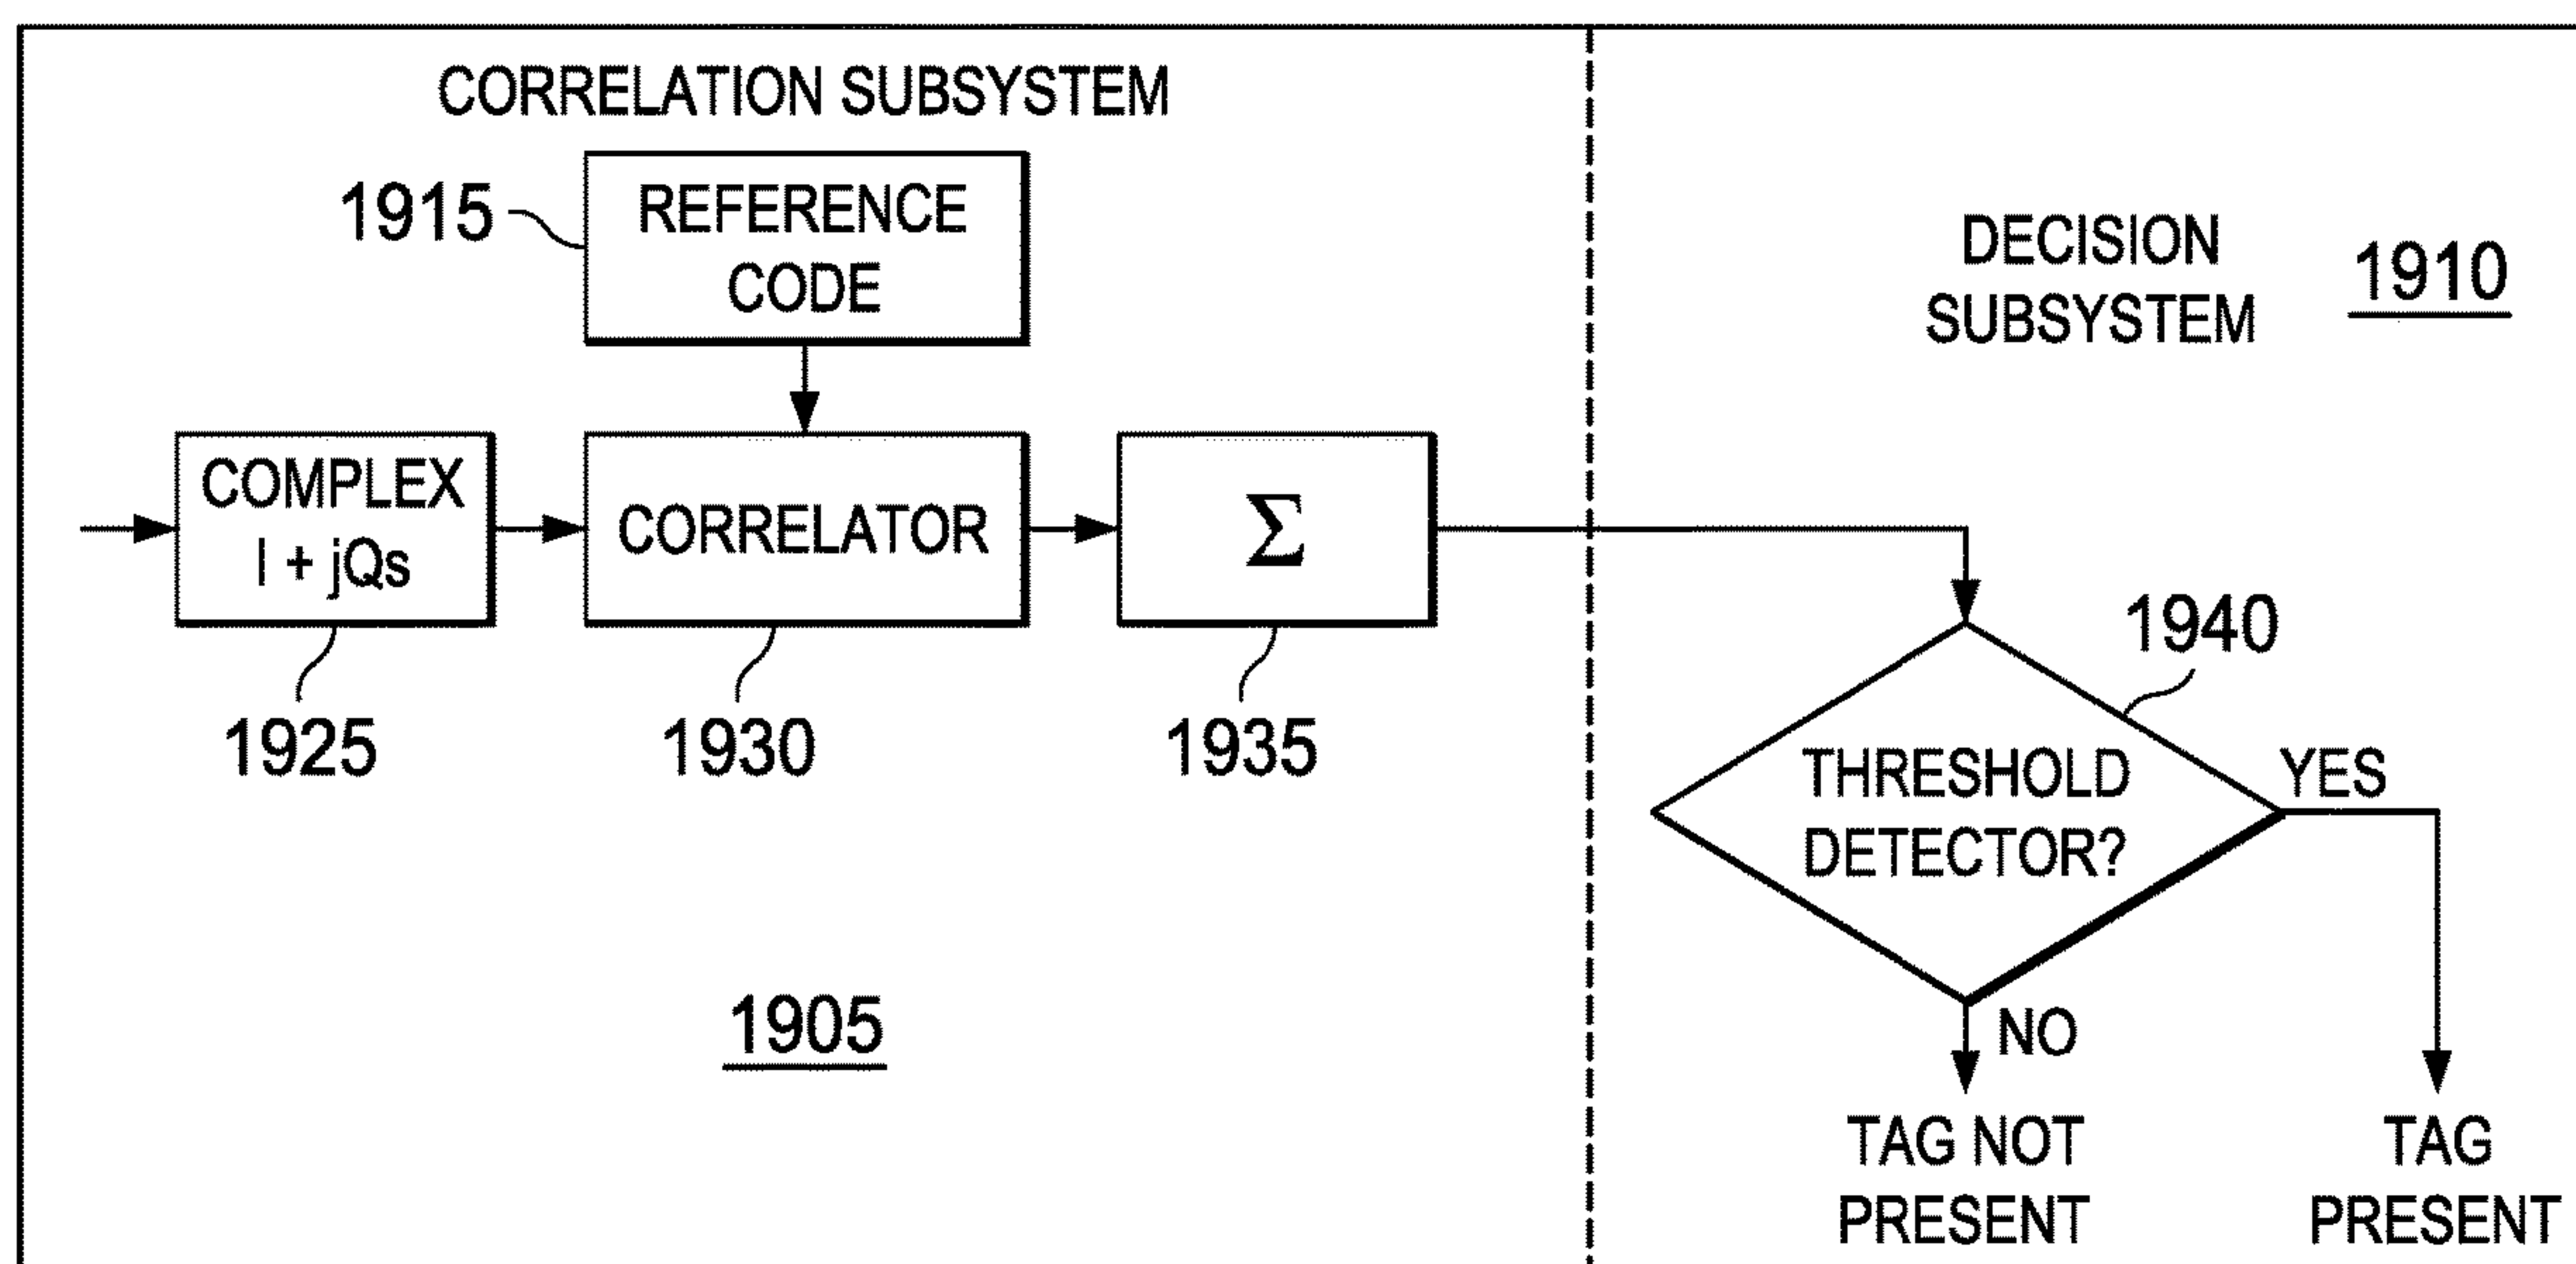 CORRELATION SUBSYSTEM
1915
REFERENCE
CODE
DECISION
SUBSYSTEM
1910
COMPLEX
I + jQs
CORRELATOR
Σ
1925
1930
1935
1940
THRESHOLD
DETECTOR?
YES
NO
1905
TAG NOT
PRESENT
TAG
PRESENT